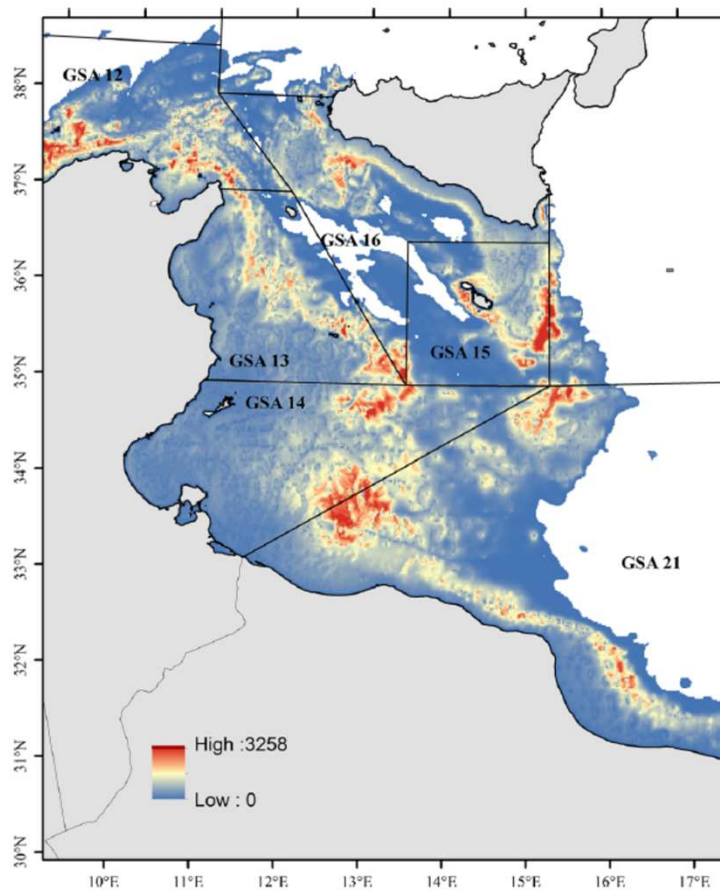 GSA 12
38°N
37°N
GSA 16
36°N
GSA 15
GSA 13
35°N
GSA 14
34°N
33°N
GSA 21
32°N
High :3258
31°N
Low : 0
30°N
10°E 11°E 12°E 13°E 14°E 15°E 16°E 17°E